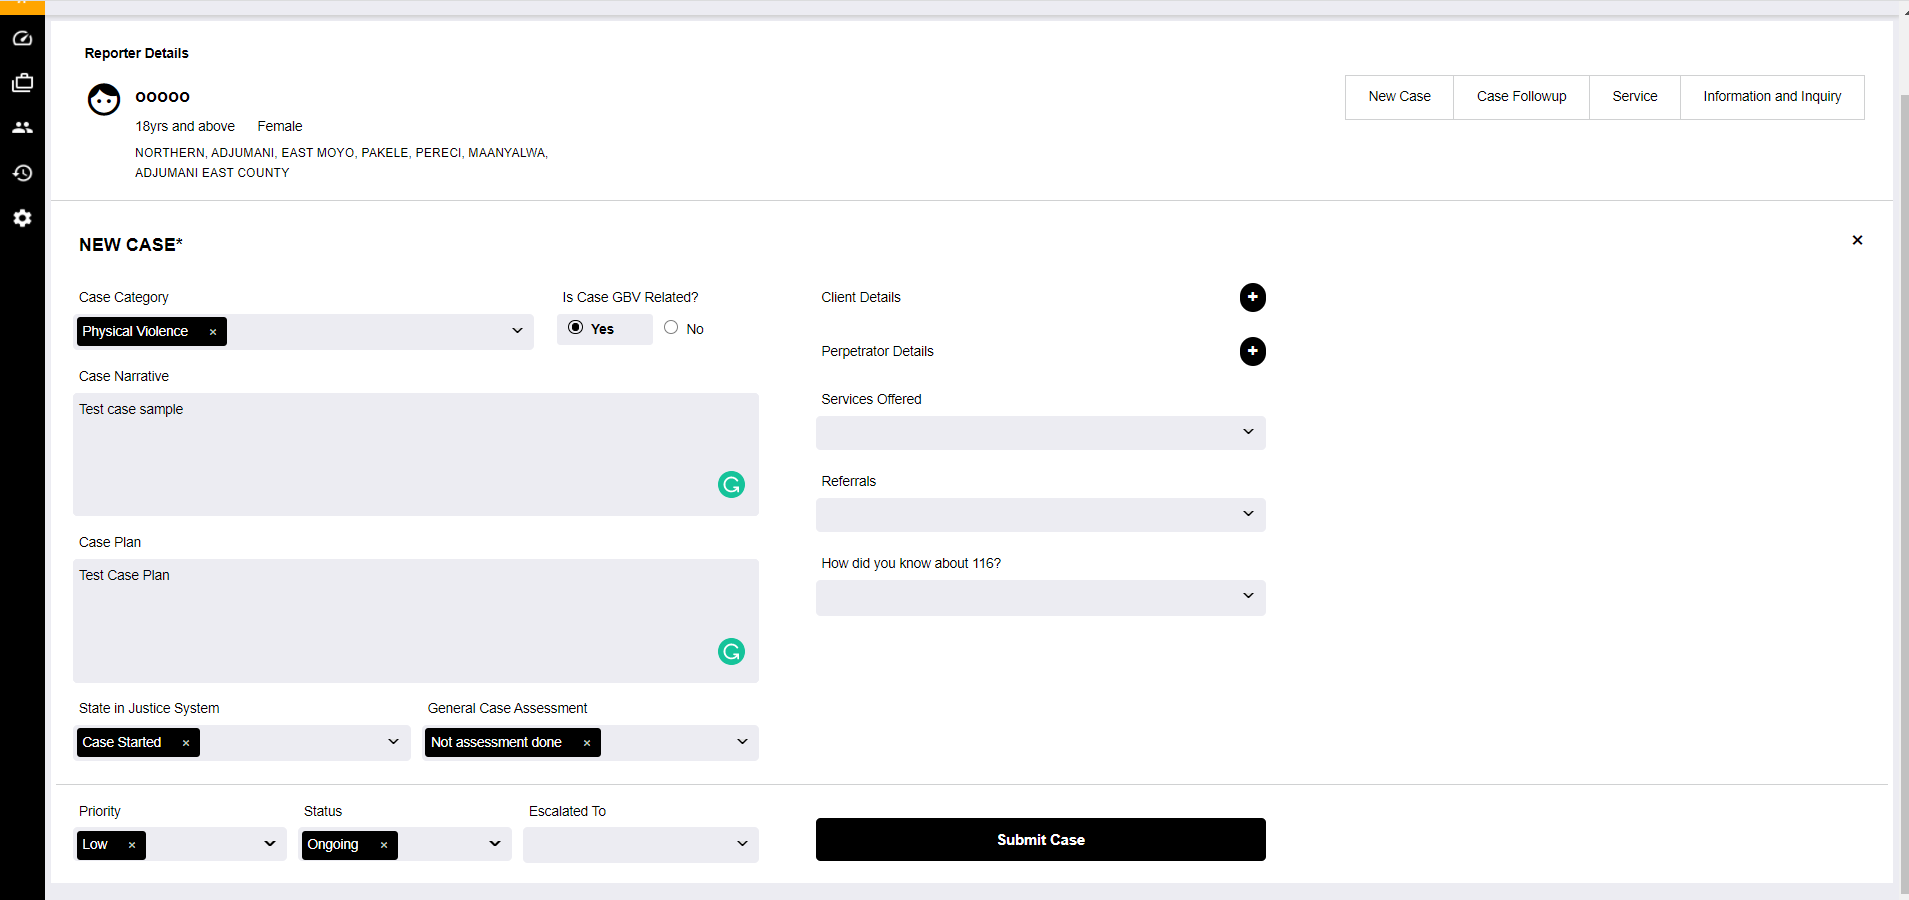 Reporter Details
ooooo
18yrs and above Female
NORTHERN, ADJUMANI, EAST MOYO, PAKELE, PERECI, MAANYALWA,
ADJUMANI EAST COUNTY
New Case Case Followup Service Information and Inquiry
NEW CASE*
Case Category
Physical Violence ×
Is Case GBV Related?
Yes No
Case Narrative
Test case sample
Case Plan
Test Case Plan
State in Justice System
Case Started ×
General Case Assessment
Not assessment done ×
Client Details
Perpetrator Details
Services Offered
Referrals
How did you know about 116?
Priority
Low ×
Status
Ongoing ×
Escalated To
Submit Case